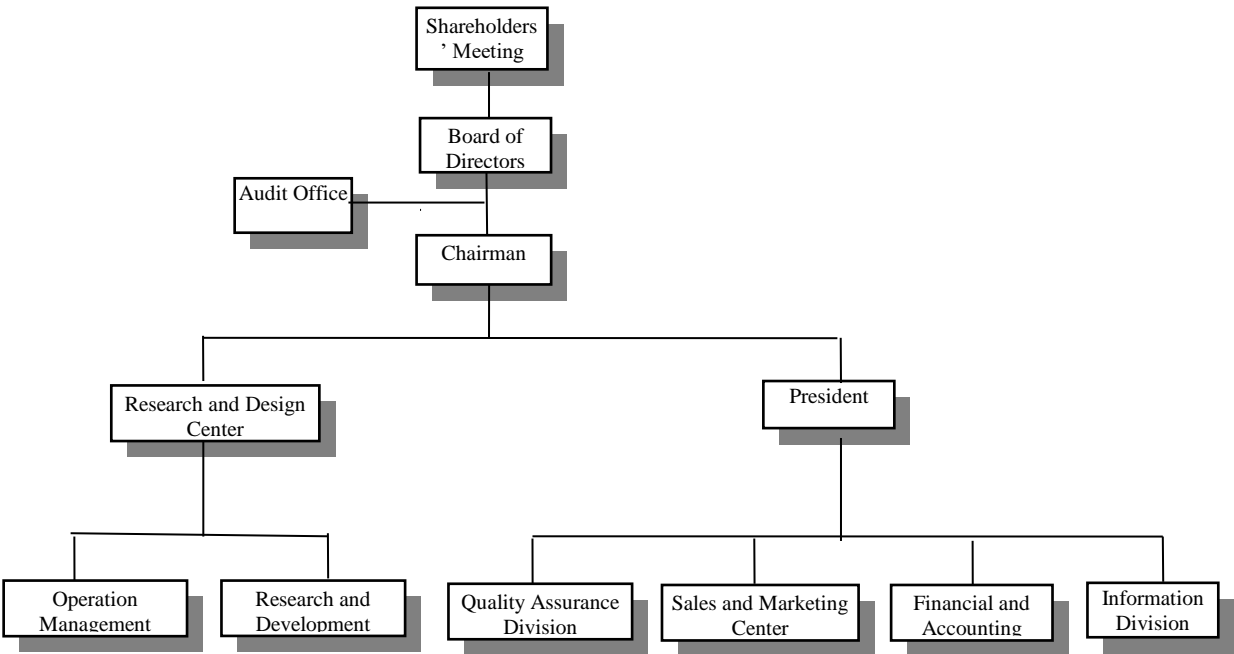 Shareholders
’ Meeting
Board of
Directors
Audit Office
Chairman
Research and Design
Center
President
Operation
Management
Research and
Development
Quality Assurance
Division
Sales and Marketing
Center
Financial and
Accounting
Information
Division